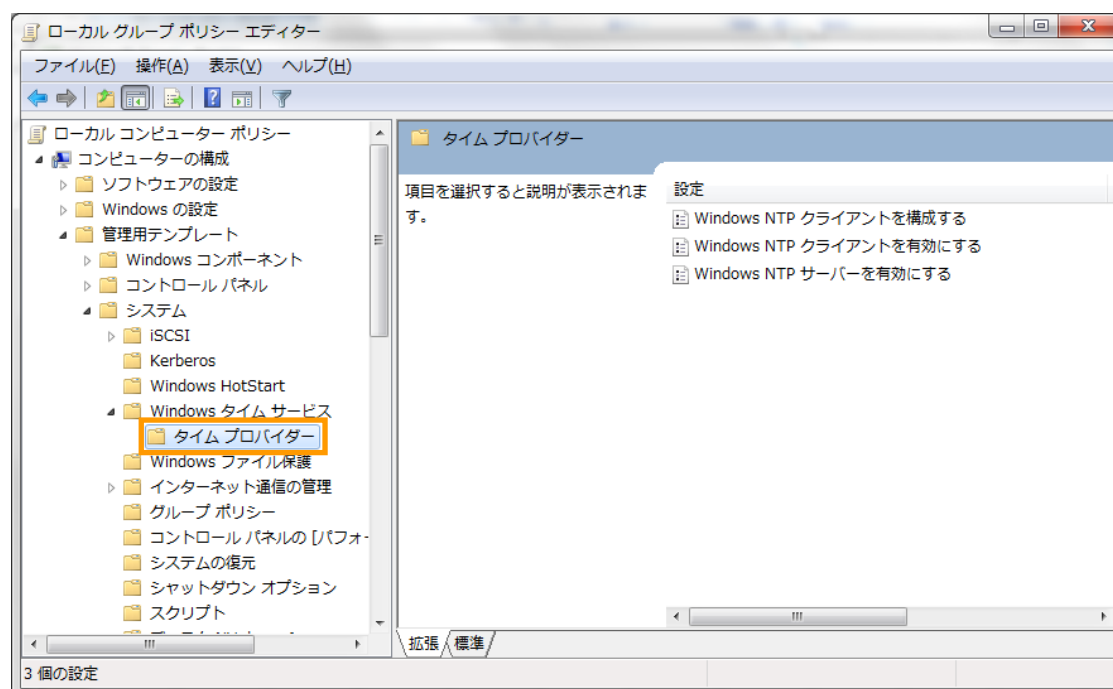 ローカル グループ ポリシー エディター
ファイル(F) 操作(A) 表示(V) ヘルプ(H)
ローカル コンピューター ポリシー
コンピューターの構成
ソフトウェアの設定
Windows の設定
管理用テンプレート
Windows コンポーネント
コントロール パネル
システム
iSCSI
Kerberos
Windows HotStart
Windows タイム サービス
タイム プロバイダー
Windows ファイル保護
インターネット通信の管理
グループ ポリシー
コントロール パネルの [パフォー
システムの復元
シャットダウン オプション
スクリプト
タイム プロバイダー
項目を選択すると説明が表示されま
す。
設定
Windows NTP クライアントを構成する
Windows NTP クライアントを有効にする
Windows NTP サーバーを有効にする
拡張 標準
3 個の設定